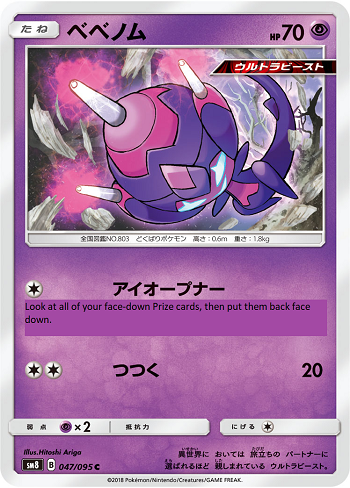 たね ベベノム HP70
ウルトラビースト
全国図鑑NO.803 どくばりポケモン 高さ：0.6m 重さ：1.8kg
アイオープナー
Look at all of your face-down Prize cards, then put them back face
down.
つつく 20
弱点 ×2 抵抗力 にげる
Illus.Hitoshi Ariga
sm8 B 047/095 C
異世界に おいては 旅立ちの パートナーに
選ばれるほど 親しまれている ウルトラビースト。
©2018 Pokémon/Nintendo/Creatures/GAME FREAK.